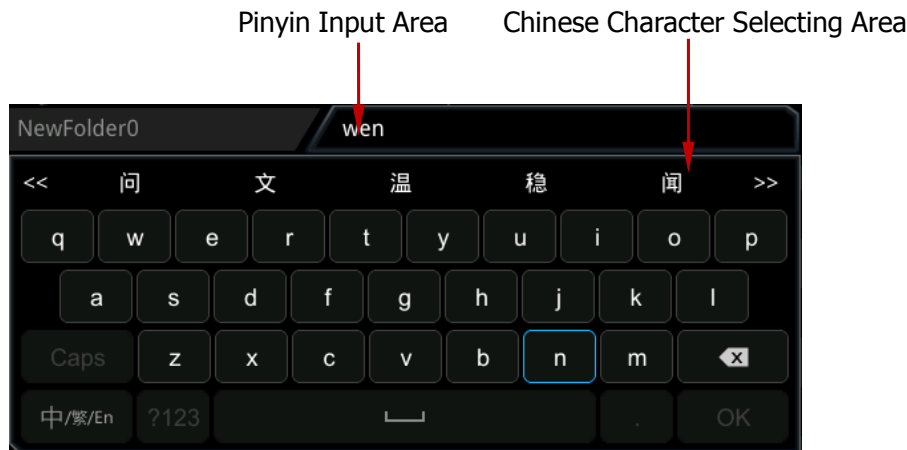 Pinyin Input Area Chinese Character Selecting Area
NewFolder0 wen
<< 问 文 温 稳 闻 >>
q w e r t y u i o p
a s d f g h j k l
Caps z x c v b n m x
中/繁/En ?123 . OK